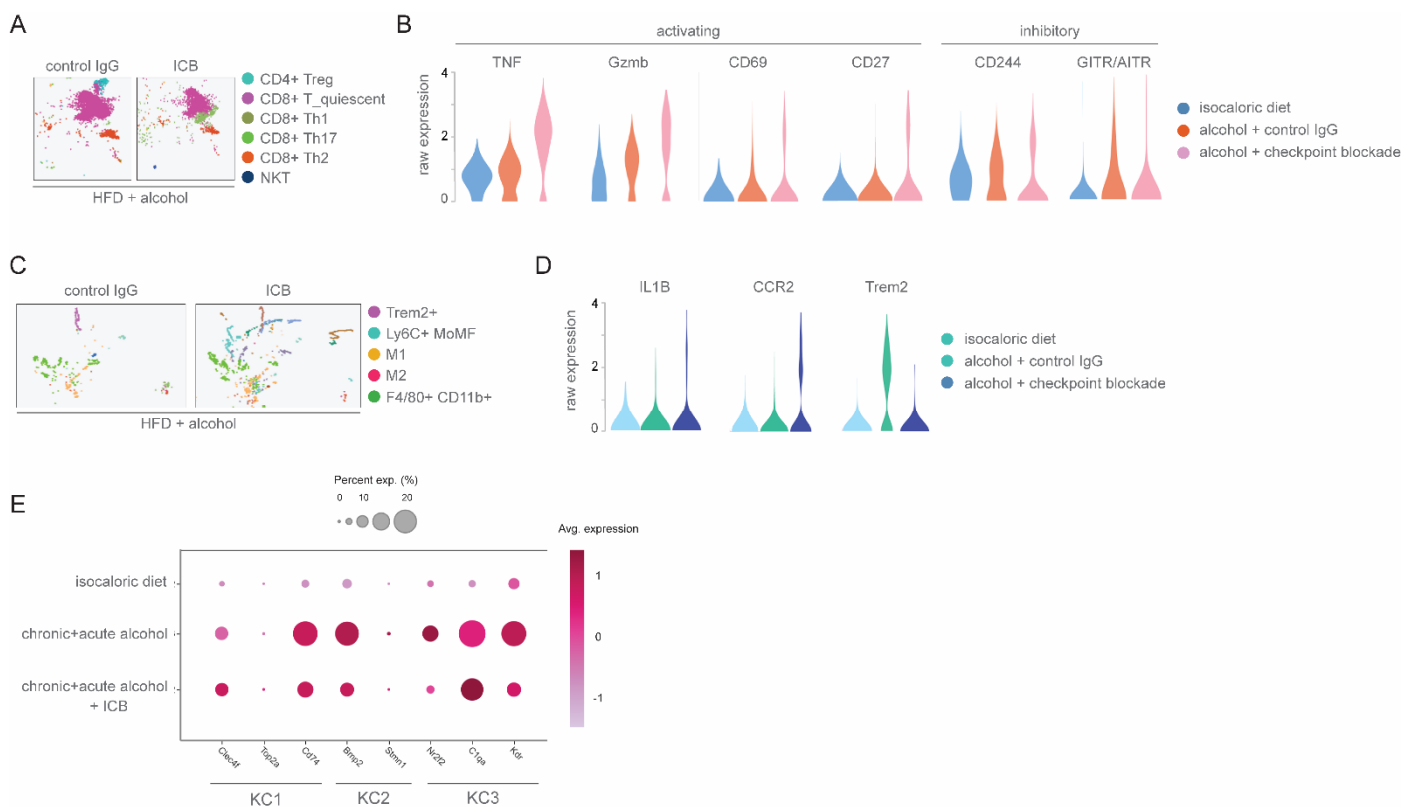 A
control IgG
ICB
HFD + alcohol
CD4+ Treg
CD8+ T_quiescent
CD8+ Th1
CD8+ Th17
CD8+ Th2
NKT
B
activating
inhibitory
TNF
Gzmb
CD69
CD27
CD244
GITR/AITR
raw expression
4
2
0
isocaloric diet
alcohol + control IgG
alcohol + checkpoint blockade
C
control IgG
ICB
HFD + alcohol
Trem2+
Ly6C+ MoMF
M1
M2
F4/80+ CD11b+
D
IL1B
CCR2
Trem2
raw expression
4
2
0
isocaloric diet
alcohol + control IgG
alcohol + checkpoint blockade
E
Percent exp. (%)
0 10 20
Avg. expression
1
0
-1
isocaloric diet
chronic+acute alcohol
chronic+acute alcohol
+ ICB
Clec4f
Top2a
Cd74
Bmp2
Stmn1
Nr2f2
C1qa
Kdr
KC1
KC2
KC3